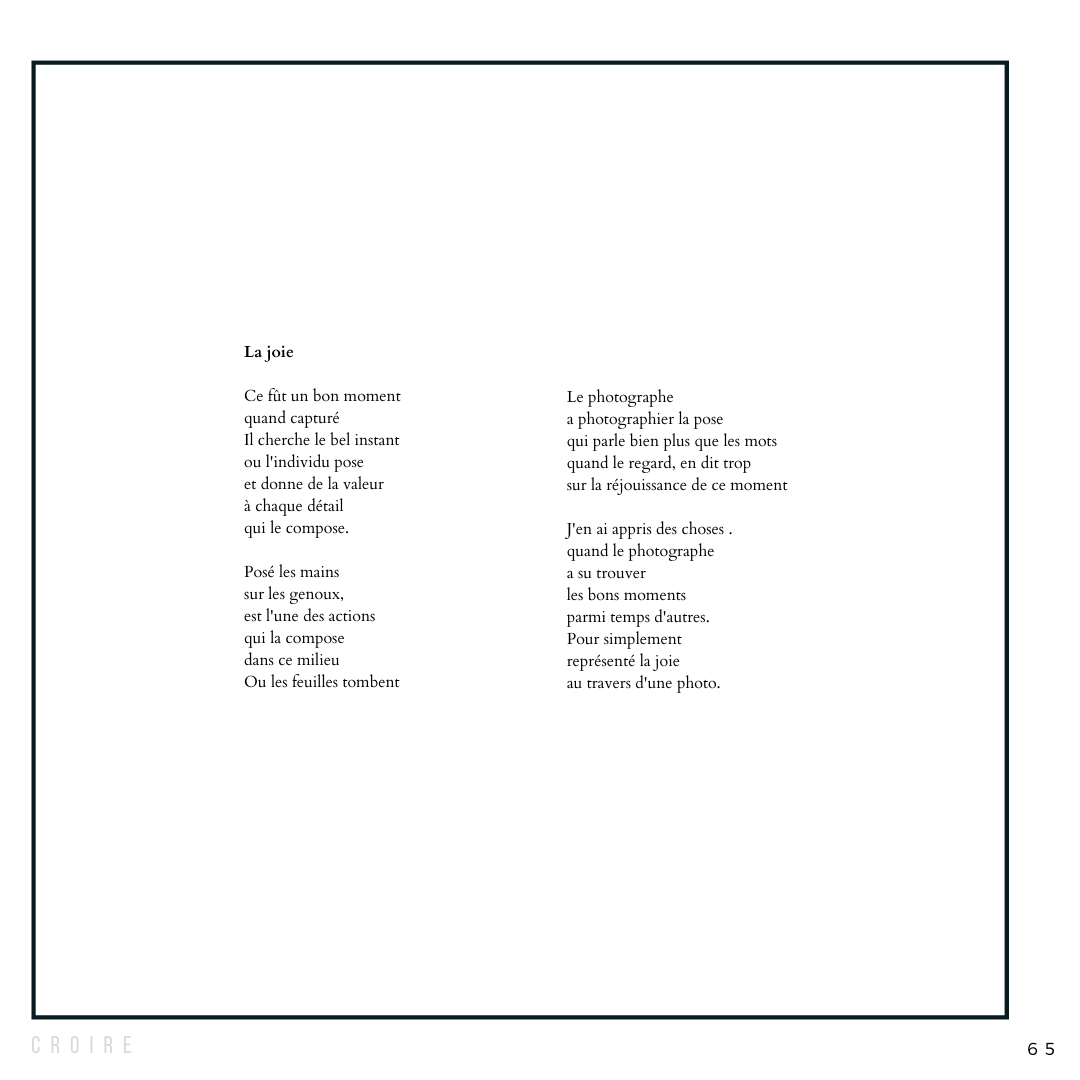 La joie
Ce fût un bon moment
quand capturé
Il cherche le bel instant
ou l'individu pose
et donne de la valeur
à chaque détail
qui le compose.
Posé les mains
sur les genoux,
est l'une des actions
qui la compose
dans ce milieu
Ou les feuilles tombent
Le photographe
a photographier la pose
qui parle bien plus que les mots
quand le regard, en dit trop
sur la réjouissance de ce moment
J'en ai appris des choses .
quand le photographe
a su trouver
les bons moments
parmi temps d'autres.
Pour simplement
représenté la joie
au travers d'une photo.
CROIRE
65